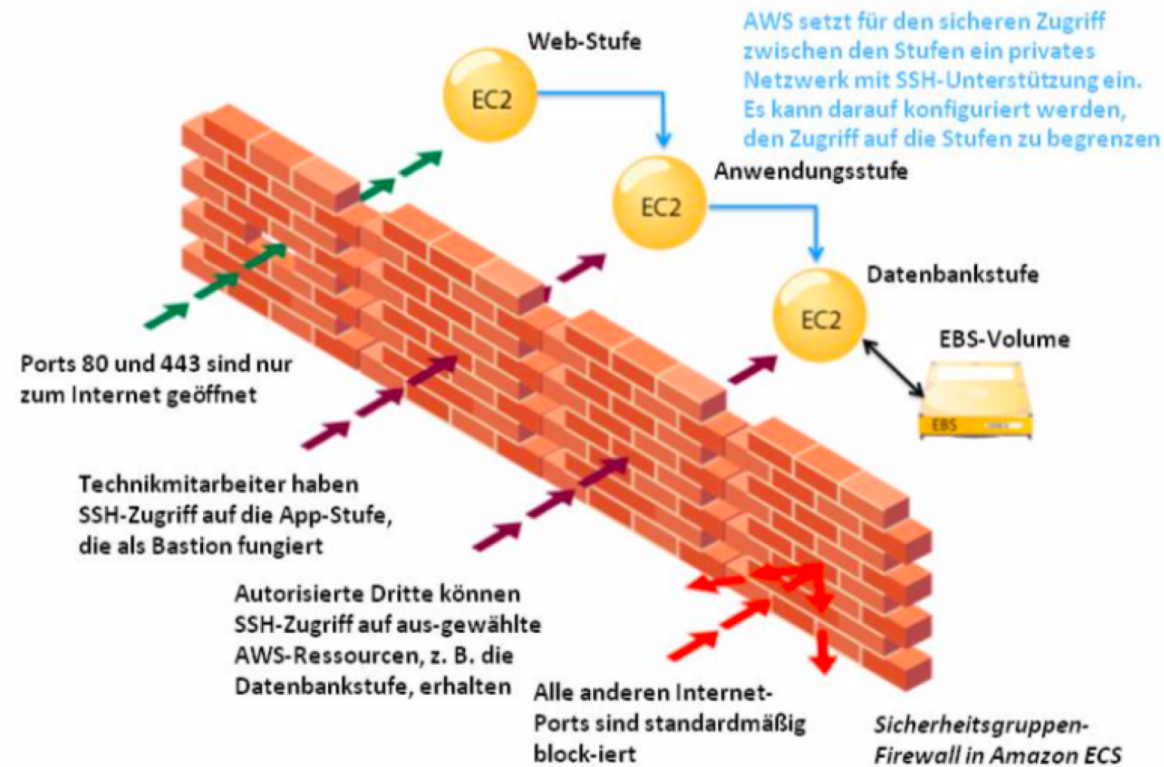 Web-Stufe
AWS setzt für den sicheren Zugriff
zwischen den Stufen ein privates
Netzwerk mit SSH-Unterstützung ein.
Es kann darauf konfiguriert werden,
den Zugriff auf die Stufen zu begrenzen
EC2
Anwendungsstufe
EC2
Datenbankstufe
EC2
EBS-Volume
EBS
Ports 80 und 443 sind nur
zum Internet geöffnet
Technikmitarbeiter haben
SSH-Zugriff auf die App-Stufe,
die als Bastion fungiert
Autorisierte Dritte können
SSH-Zugriff auf aus-gewählte
AWS-Ressourcen, z. B. die
Datenbankstufe, erhalten
Alle anderen Internet-
Ports sind standardmäßig
block-iert
Sicherheitsgruppen-
Firewall in Amazon ECS